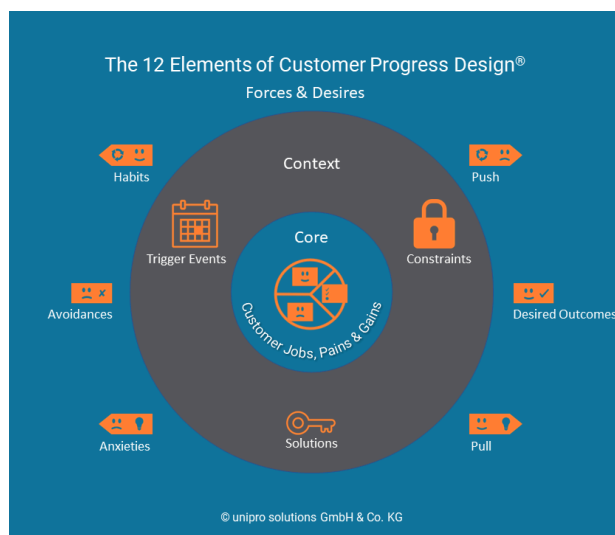 The 12 Elements of Customer Progress Design®
Forces & Desires
Context
Habits
Push
Trigger Events
Core
Constraints
Customer Jobs, Pains & Gains
Avoidances
Desired Outcomes
Anxieties
Solutions
Pull
© unipro solutions GmbH & Co. KG